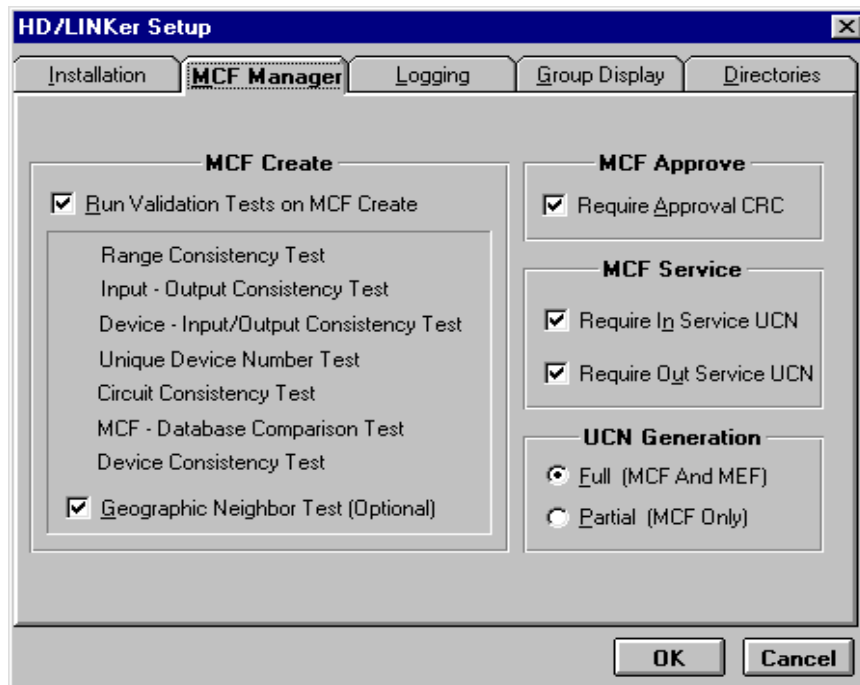 HD/LINKer Setup
Installation
MCF Manager
Logging
Group Display
Directories
MCF Create
Run Validation Tests on MCF Create
Range Consistency Test
Input - Output Consistency Test
Device - Input/Output Consistency Test
Unique Device Number Test
Circuit Consistency Test
MCF - Database Comparison Test
Device Consistency Test
Geographic Neighbor Test (Optional)
MCF Approve
Require Approval CRC
MCF Service
Require In Service UCN
Require Out Service UCN
UCN Generation
Full (MCF And MEF)
Partial (MCF Only)
OK
Cancel